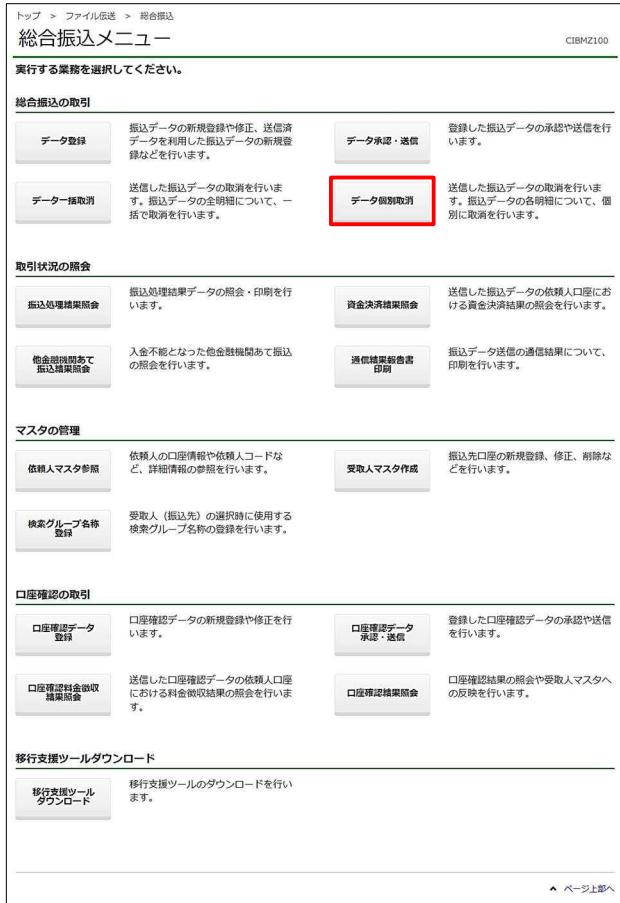 トップ > ファイル伝送 > 総合振込
総合振込メニュー
CIBMZ100
実行する業務を選択してください。
総合振込の取引
データ登録
振込データの新規登録や修正、送信済
データを利用した振込データの新規登
録などを行います。
データ承認・送信
登録した振込データの承認や送信を行
います。
データ一括取消
送信した振込データの取消を行いま
す。振込データの全明細について、一
括で取消を行います。
データ個別取消
送信した振込データの取消を行いま
す。振込データの各明細について、個
別に取消を行います。
取引状況の照会
振込処理結果照会
振込処理結果データの照会・印刷を行
います。
資金決済結果照会
送信した振込データの依頼人口座にお
ける資金決済結果の照会を行います。
他金融機関あて
振込結果照会
入金不能となった他金融機関あて振込
の照会を行います。
通信結果報告書
印刷
振込データ送信の通信結果について、
印刷を行います。
マスタの管理
依頼人マスタ参照
依頼人の口座情報や依頼人コードな
ど、詳細情報の参照を行います。
受取人マスタ作成
振込先口座の新規登録、修正、削除な
どを行います。
検索グループ名称
登録
受取人（振込先）の選択時に使用する
検索グループ名称の登録を行います。
口座確認の取引
口座確認データ
登録
口座確認データの新規登録や修正を行
います。
口座確認データ
承認・送信
登録した口座確認データの承認や送信
を行います。
口座確認料金徴収
結果照会
送信した口座確認データの依頼人口座
における料金徴収結果の照会を行いま
す。
口座確認結果照会
口座確認結果の照会や受取人マスタへ
の反映を行います。
移行支援ツールダウンロード
移行支援ツール
ダウンロード
移行支援ツールのダウンロードを行い
ます。
ページ上部へ